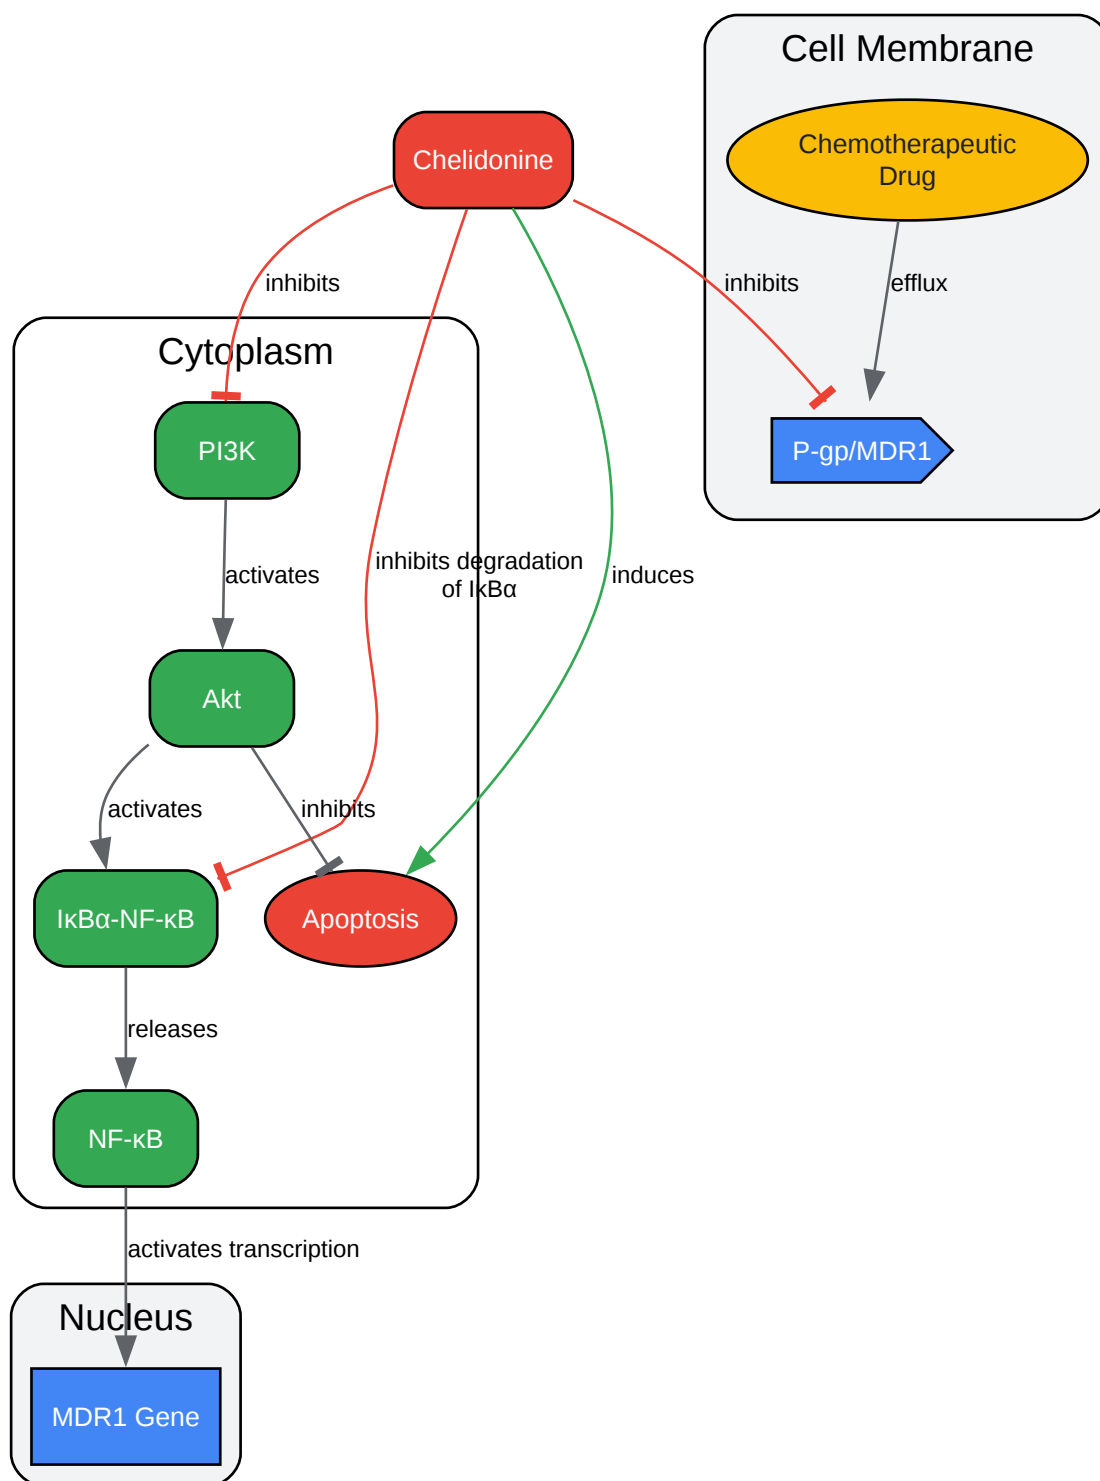 Cell Membrane
Chelidonine
Chemotherapeutic
Drug
inhibits
inhibits
efflux
Cytoplasm
PI3K
P-gp/MDR1
activates
inhibits degradation
of IκBα
induces
Akt
activates
inhibits
IκBα-NF-κB
Apoptosis
releases
NF-κB
activates transcription
Nucleus
MDR1 Gene